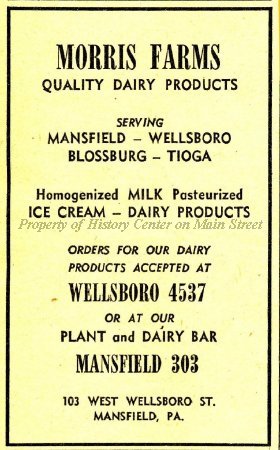 MORRIS FARMS
QUALITY DAIRY PRODUCTS
SERVING
MANSFIELD – WELLSBORO
BLOSSBURG – TIOGA
Homogenized MILK Pasteurized
ICE CREAM – DAIRY PRODUCTS
Property of History Center on Main Street
ORDERS FOR OUR DAIRY
PRODUCTS ACCEPTED AT
WELLSBORO 4537
OR AT OUR
PLANT and DAIRY BAR
MANSFIELD 303
103 WEST WELLSBORO ST.
MANSFIELD, PA.